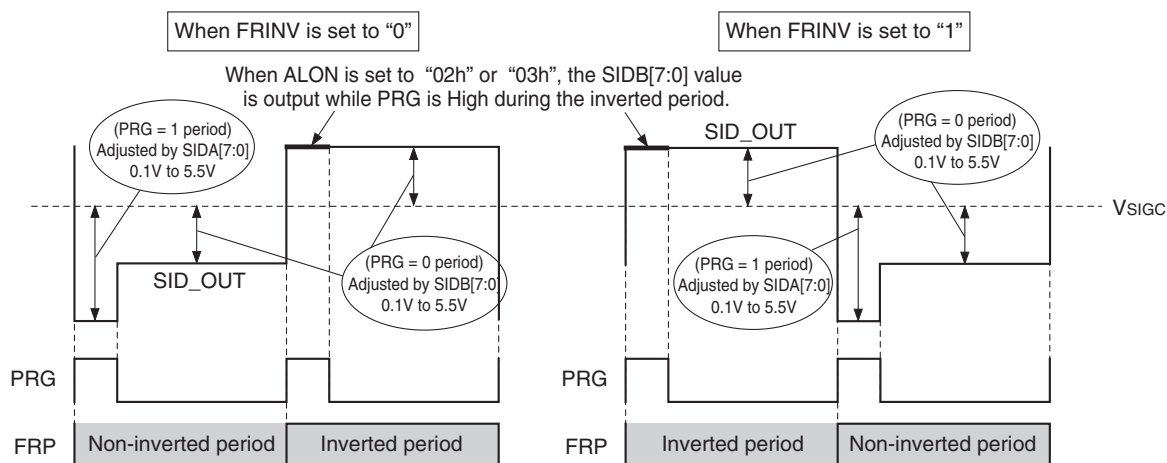 When FRINV is set to “0”
When FRINV is set to “1”
When ALON is set to “02h” or “03h”, the SIDB[7:0] value
is output while PRG is High during the inverted period.
(PRG = 1 period)
Adjusted by SIDA[7:0]
0.1V to 5.5V
SID_OUT
(PRG = 0 period)
Adjusted by SIDB[7:0]
0.1V to 5.5V
SID_OUT
(PRG = 0 period)
Adjusted by SIDB[7:0]
0.1V to 5.5V
(PRG = 1 period)
Adjusted by SIDA[7:0]
0.1V to 5.5V
VSIGC
PRG
PRG
FRP
Non-inverted period
Inverted period
FRP
Inverted period
Non-inverted period